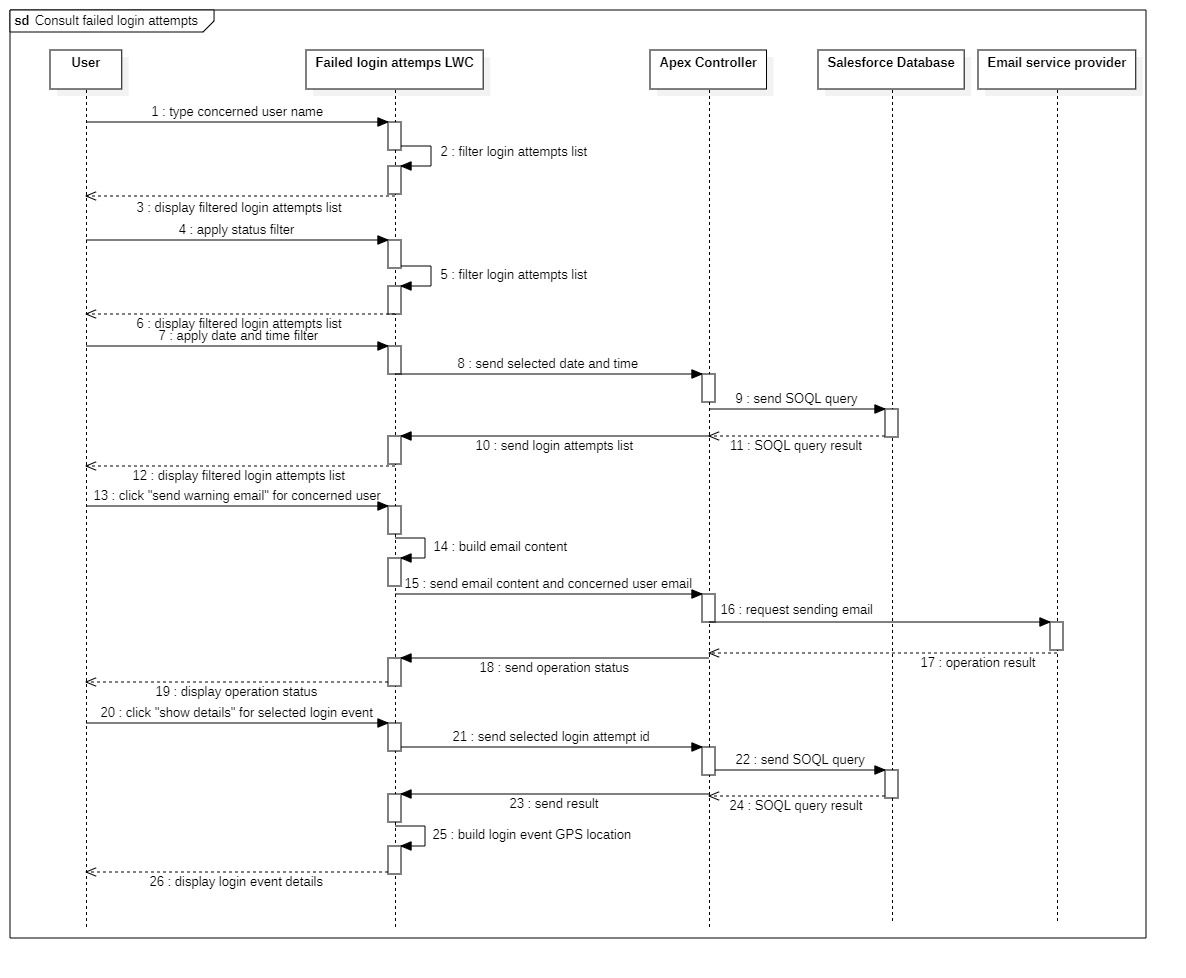 sd Consult failed login attempts
User
Failed login attemps LWC
Apex Controller
Salesforce Database
Email service provider
1 : type concerned user name
2 : filter login attempts list
3 : display filtered login attempts list
4 : apply status filter
5 : filter login attempts list
6 : display filtered login attempts list
7 : apply date and time filter
8 : send selected date and time
9 : send SOQL query
10 : send login attempts list
11 : SOQL query result
12 : display filtered login attempts list
13 : click "send warning email" for concerned user
14 : build email content
15 : send email content and concerned user email
16 : request sending email
17 : operation result
18 : send operation status
19 : display operation status
20 : click "show details" for selected login event
21 : send selected login attempt id
22 : send SOQL query
23 : send result
24 : SOQL query result
25 : build login event GPS location
26 : display login event details